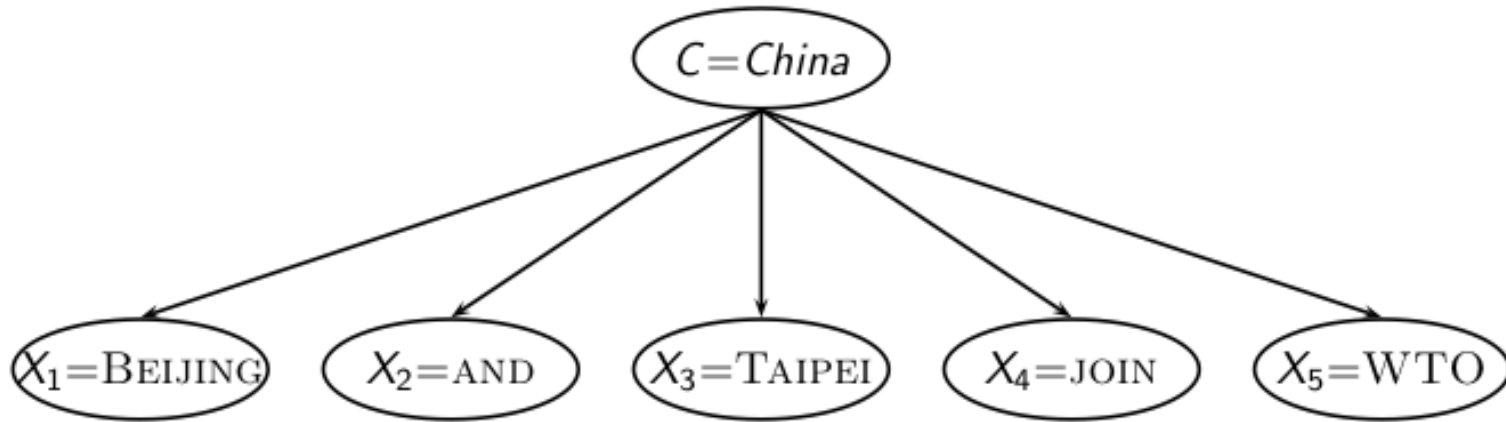 C=China
X₁=BEIJING X₂=AND X₃=TAIPEI X₄=JOIN X₅=WTO